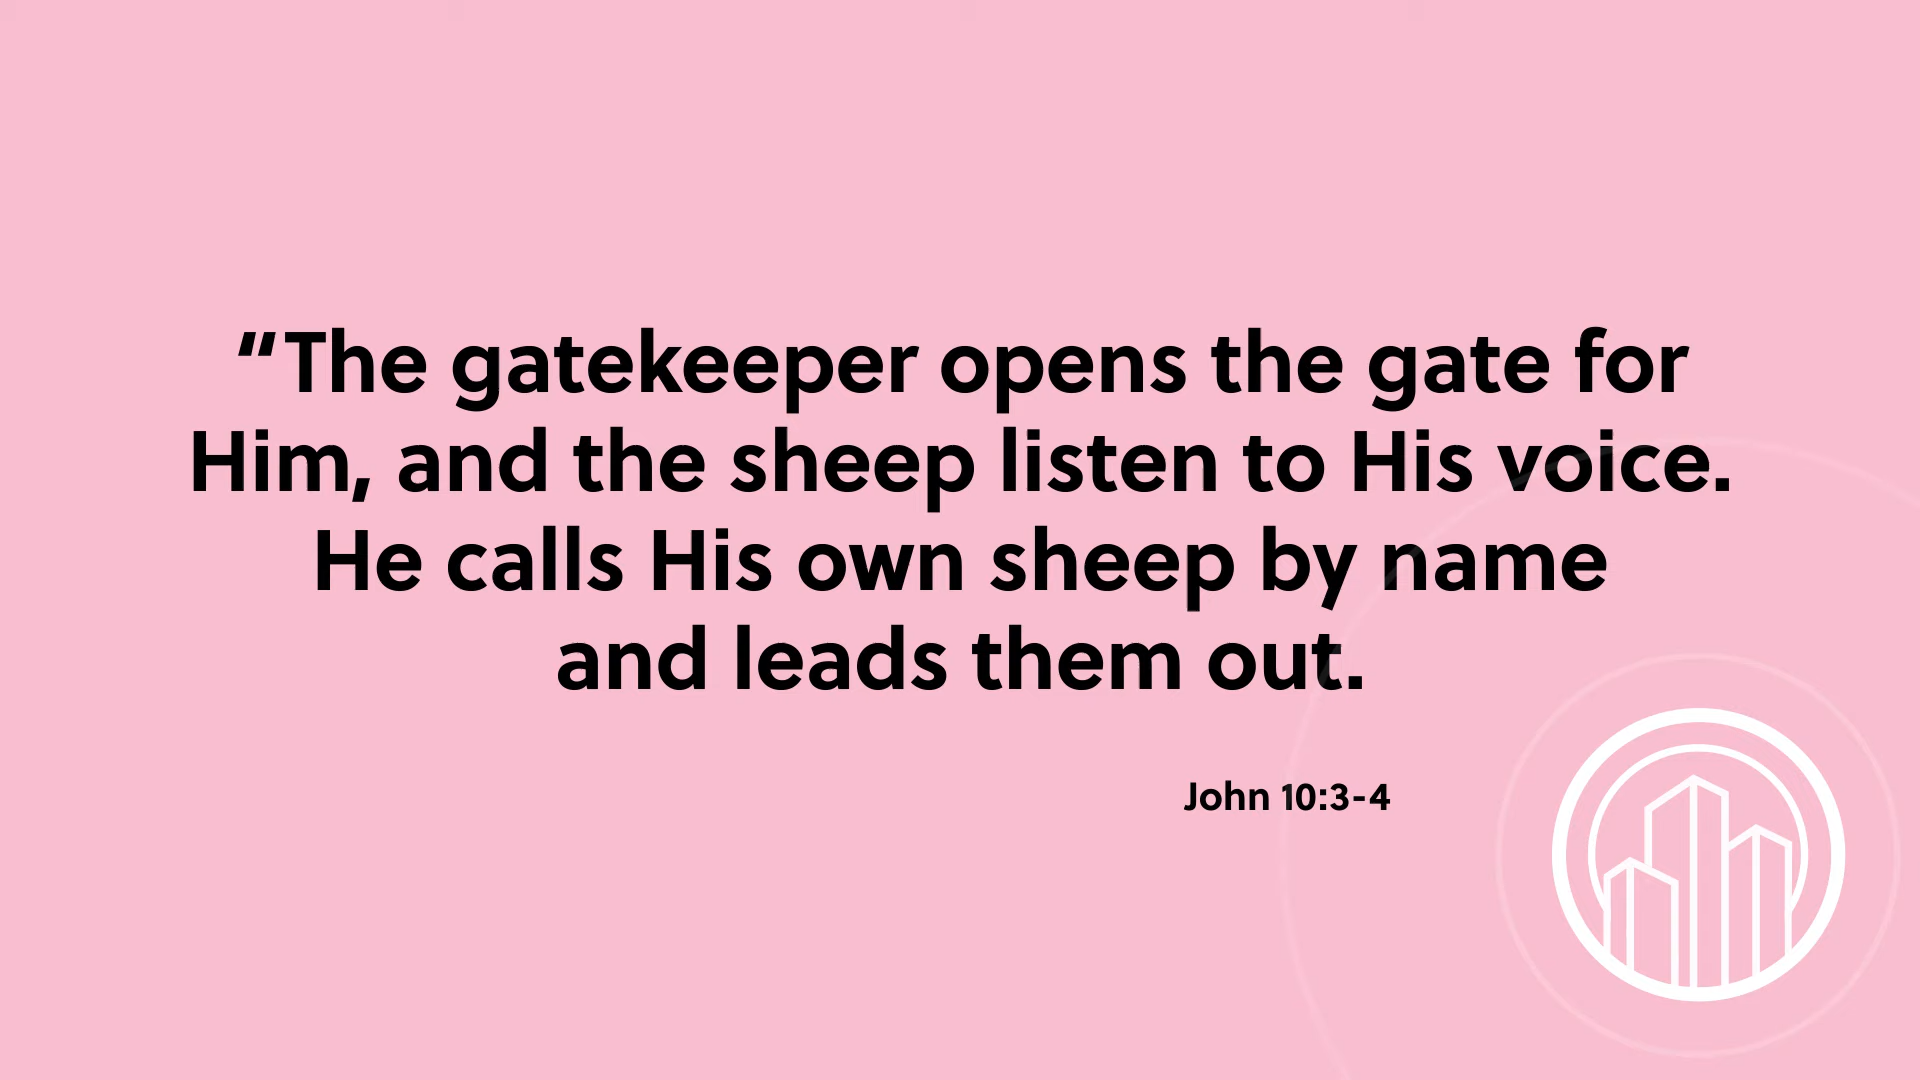 “The gatekeeper opens the gate for
Him, and the sheep listen to His voice.
He calls His own sheep by name
and leads them out.
John 10:3-4